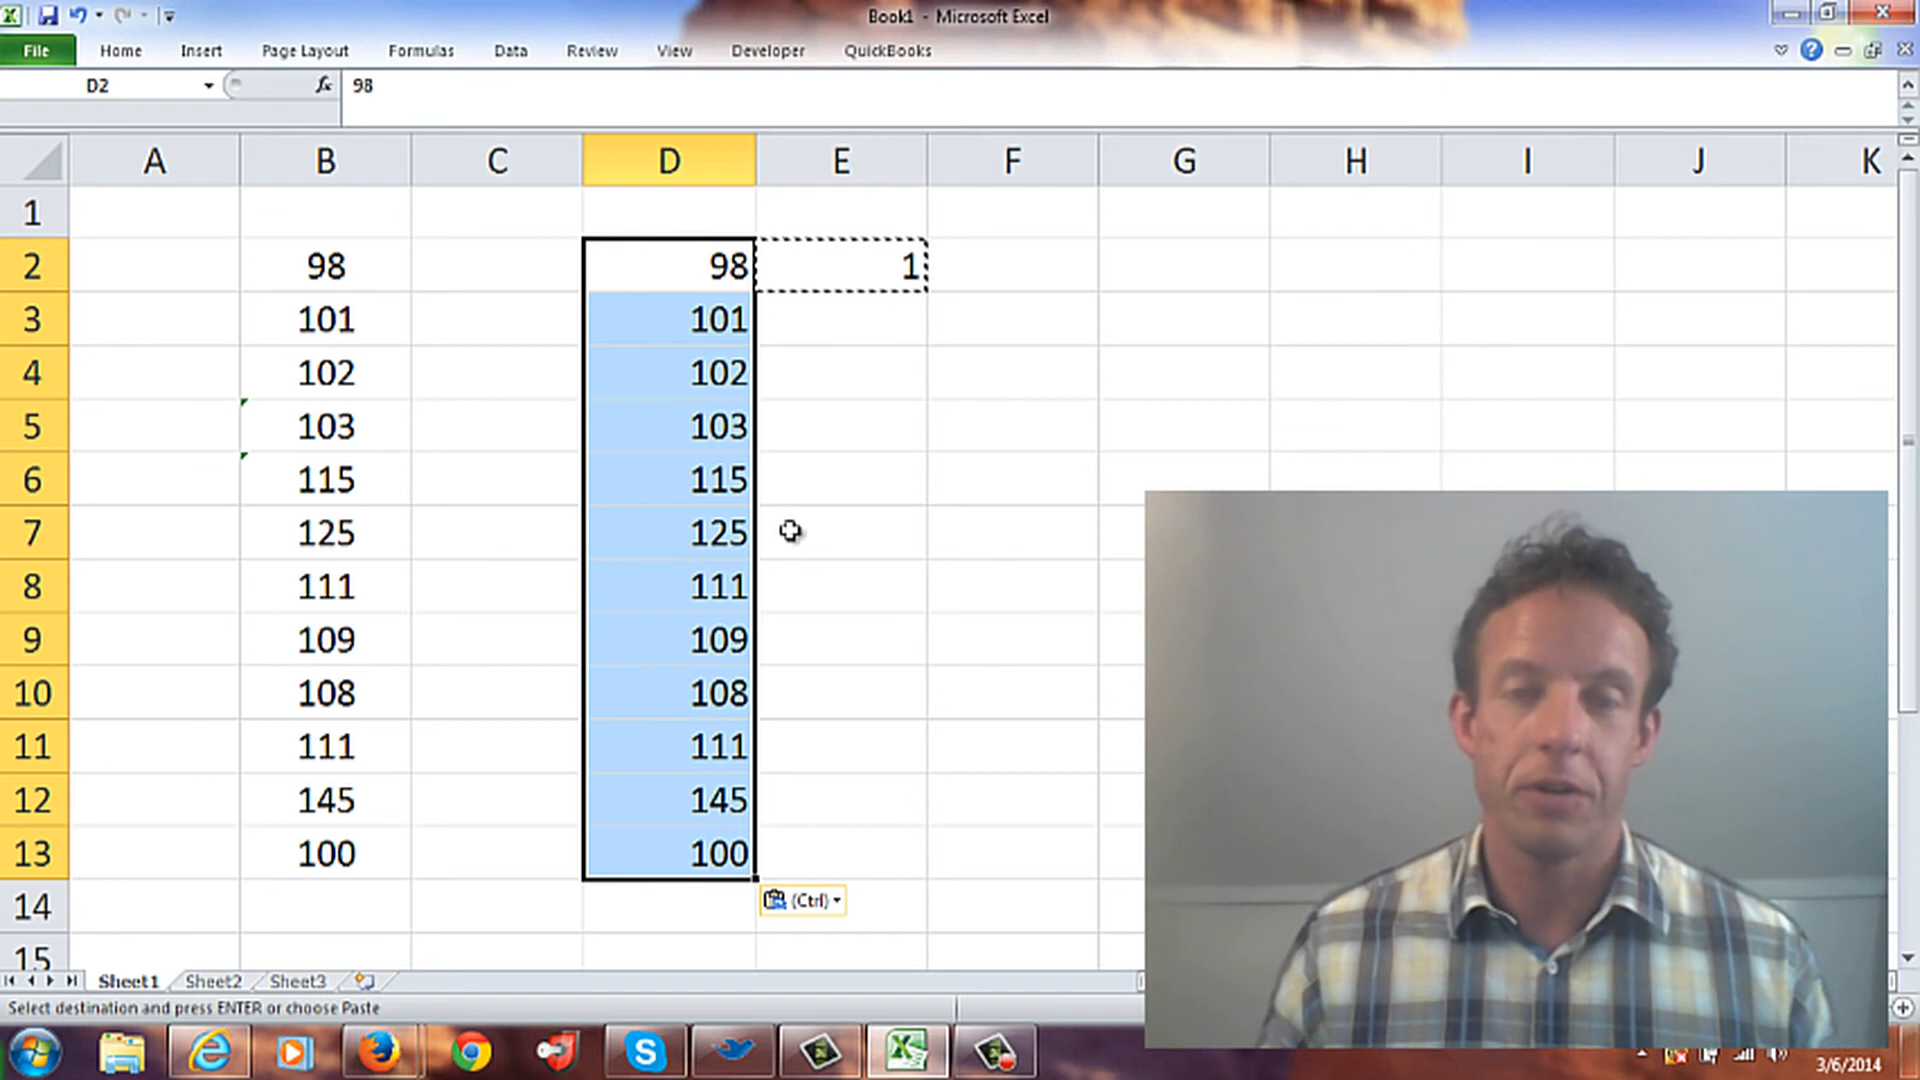 Book1 - Microsoft Excel
File Home Insert Page Layout Formulas Data Review View Developer QuickBooks
D2 fx 98
A B C D E F G H I J K
1
2 98 98 1
3 101 101
4 102 102
5 103 103
6 115 115
7 125 125
8 111 111
9 109 109
10 108 108
11 111 111
12 145 145
13 100 100
(Ctrl)
14
15
Sheet1 Sheet2 Sheet3
Select destination and press ENTER or choose Paste
3/6/2014